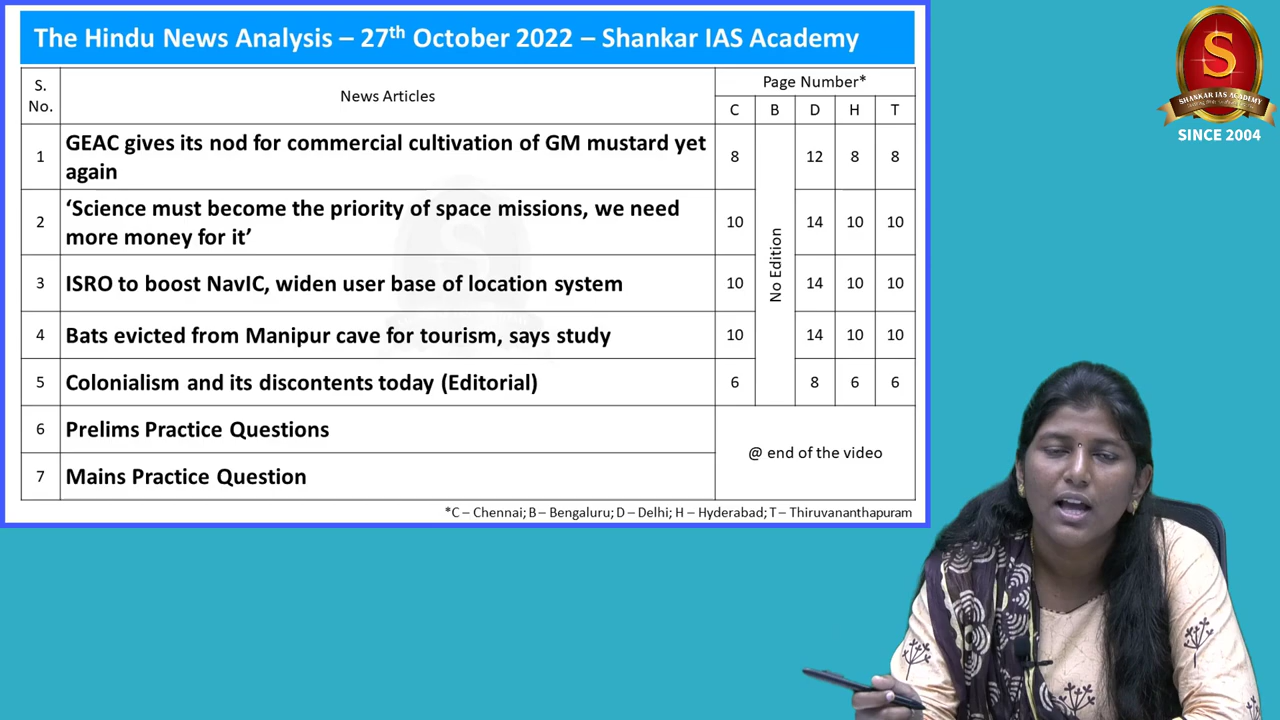 The Hindu News Analysis – 27th October 2022 – Shankar IAS Academy
S. No.
News Articles
Page Number*
C B D H T
1 GEAC gives its nod for commercial cultivation of GM mustard yet
again
8 12 8 8
2 ‘Science must become the priority of space missions, we need
more money for it’
10 14 10 10
3 ISRO to boost NavIC, widen user base of location system 10 14 10 10
4 Bats evicted from Manipur cave for tourism, says study 10 14 10 10
5 Colonialism and its discontents today (Editorial) 6 8 6 6
No Edition
6 Prelims Practice Questions
7 Mains Practice Question
@ end of the video
*C – Chennai; B – Bengaluru; D – Delhi; H – Hyderabad; T – Thiruvananthapuram
S
SHANKAR IAS ACADEMY
SINCE 2004